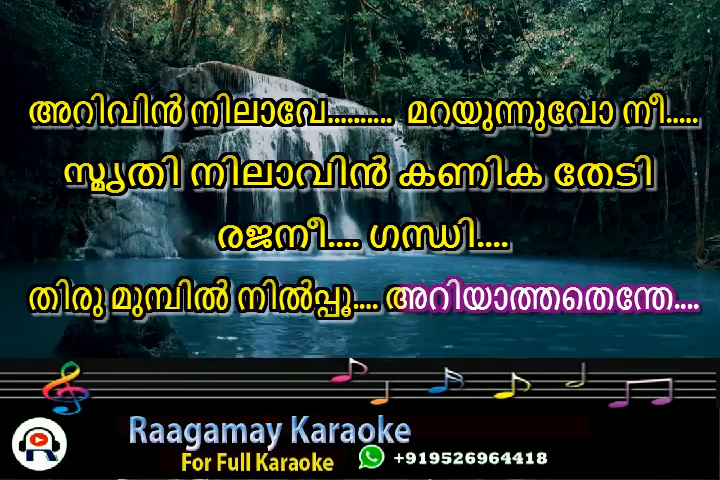 അറിവിൻ നിലാവേ.......... മറയുന്നുവോ നീ.....
സ്മൃതി നിലാവിൻ കണിക തേടി
രജനീ.... ഗന്ധി....
തിരു മുമ്പിൽ നിൽപ്പൂ.... അറിയാത്തതെന്തേ....
Raagamay Karaoke
For Full Karaoke +919526964418